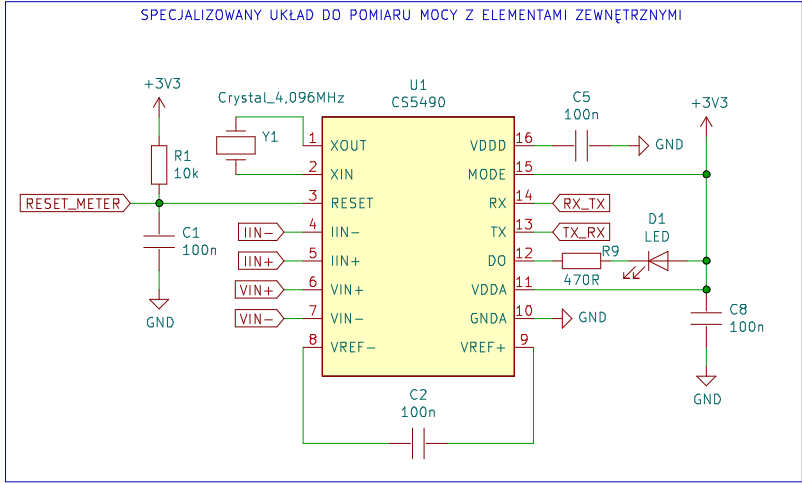 SPECJALIZOWANY UKŁAD DO POMIARU MOCY Z ELEMENTAMI ZEWNĘTRZNYMI
+3V3
Crystal_4,096MHz
Y1
R1
10k
RESET_METER
C1
100n
GND
U1
CS5490
1 XOUT
2 XIN
3 RESET
IIN- 4 IIN-
IIN+ 5 IIN+
VIN+ 6 VIN+
VIN- 7 VIN-
8 VREF-
VDDD 16
MODE 15
RX 14 RX_TX
TX 13 TX_RX
DO 12
VDDA 11
GNDA 10 GND
VREF+ 9
C5
100n
GND
+3V3
D1
LED
R9
470R
C8
100n
GND
C2
100n